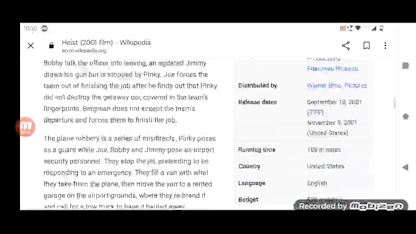 10:10
Heist (2001 film) - Wikipedia
en.m.wikipedia.org
Bobby talk the officer into leaving, an agitated Jimmy
draws his gun but is stopped by Pinky. Joe forces the
team out of finishing the job after he finds out that Pinky
did not destroy the getaway car, covered in the team's
fingerprints. Bergman does not accept the team's
departure and forces them to finish the job.
The plane robbery is a series of misdirects. Pinky poses
as a guard while Joe, Bobby and Jimmy pose as airport
security personnel. They stop the jet, pretending to be
responding to an emergency. They fill a van with what
they take from the plane, then move the van to a rented
garage on the airport grounds, where they re-brand it
and call for a tow truck to have it hauled away.
Productions
Franchise Pictures
Distributed by Warner Bros. Pictures
Release dates September 10, 2001
(TIFF)
November 9, 2001
(United States)
Running time 109 minutes
Country United States
Language English
Budget
Recorded by Mobizen